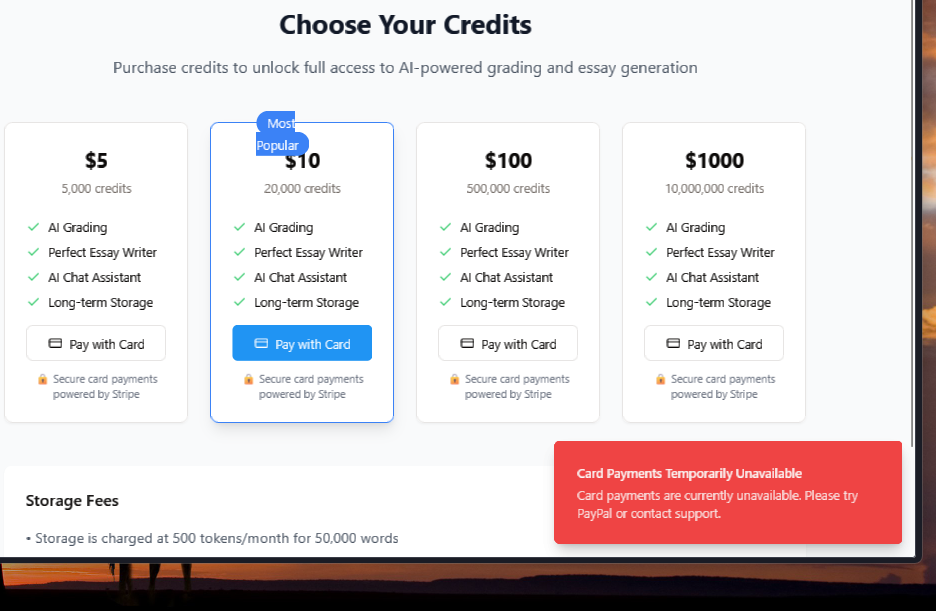 Choose Your Credits
Purchase credits to unlock full access to AI-powered grading and essay generation
Most
Popular
$5
5,000 credits
AI Grading
Perfect Essay Writer
AI Chat Assistant
Long-term Storage
Pay with Card
🔒 Secure card payments
powered by Stripe
$10
20,000 credits
AI Grading
Perfect Essay Writer
AI Chat Assistant
Long-term Storage
Pay with Card
🔒 Secure card payments
powered by Stripe
$100
500,000 credits
AI Grading
Perfect Essay Writer
AI Chat Assistant
Long-term Storage
Pay with Card
🔒 Secure card payments
powered by Stripe
$1000
10,000,000 credits
AI Grading
Perfect Essay Writer
AI Chat Assistant
Long-term Storage
Pay with Card
🔒 Secure card payments
powered by Stripe
Storage Fees
• Storage is charged at 500 tokens/month for 50,000 words
Card Payments Temporarily Unavailable
Card payments are currently unavailable. Please try
PayPal or contact support.